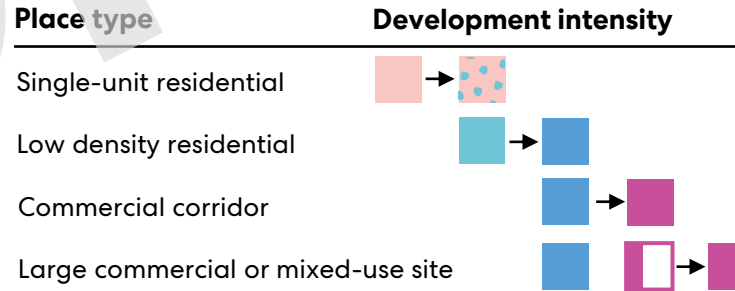 Place type Development intensity
Single-unit residential
Low density residential
Commercial corridor
Large commercial or mixed-use site